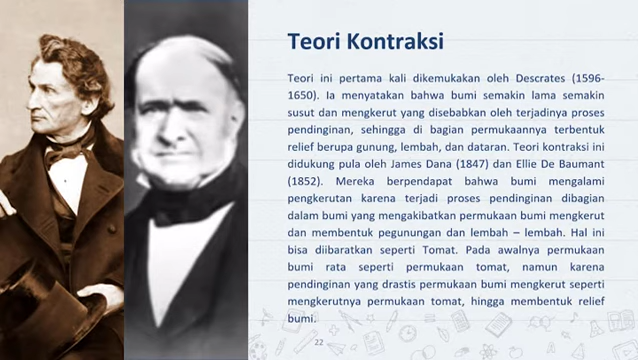 Teori Kontraksi
Teori ini pertama kali dikemukakan oleh Descrates (1596-
1650). Ia menyatakan bahwa bumi semakin lama semakin
susut dan mengkerut yang disebabkan oleh terjadinya proses
pendinginan, sehingga di bagian permukaannya terbentuk
relief berupa gunung, lembah, dan dataran. Teori kontraksi ini
didukung pula oleh James Dana (1847) dan Ellie De Baumant
(1852). Mereka berpendapat bahwa bumi mengalami
pengkerutan karena terjadi proses pendinginan dibagian
dalam bumi yang mengakibatkan permukaan bumi mengkerut
dan membentuk pegunungan dan lembah – lembah. Hal ini
bisa diibaratkan seperti Tomat. Pada awalnya permukaan
bumi rata seperti permukaan tomat, namun karena
pendinginan yang drastis permukaan bumi mengkerut seperti
mengkerutnya permukaan tomat, hingga membentuk relief
bumi.
22